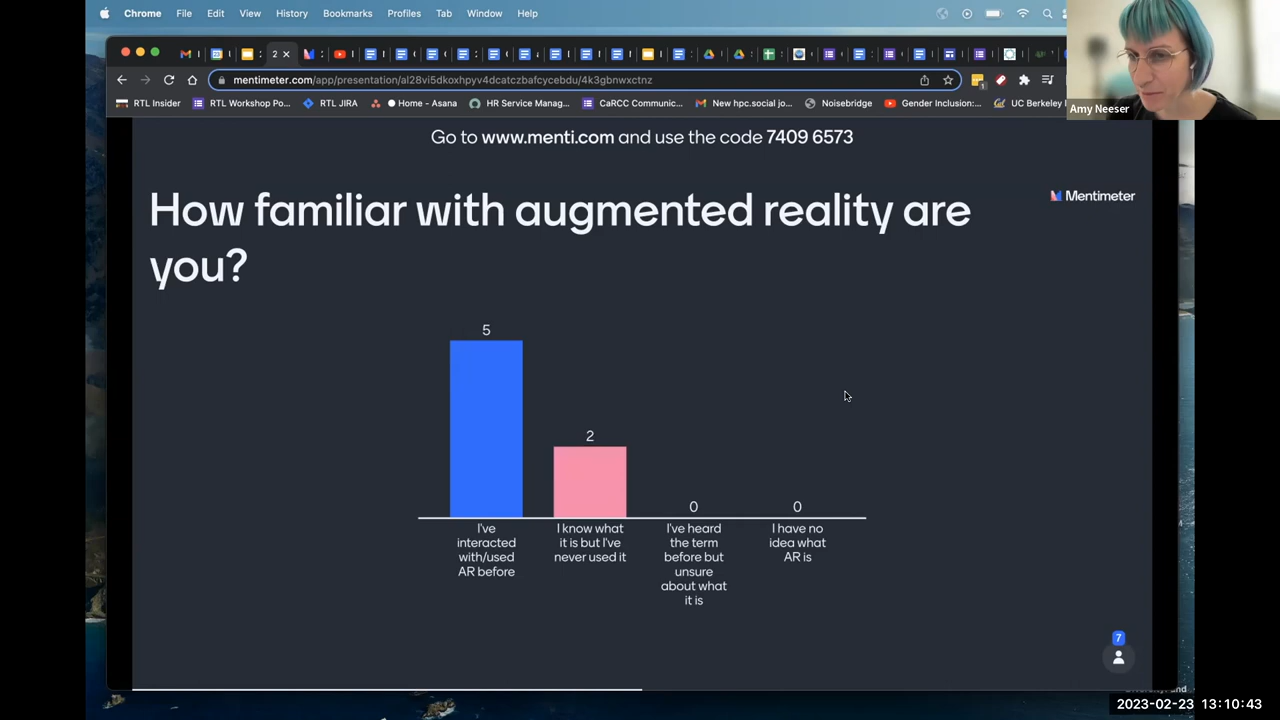 Chrome File Edit View History Bookmarks Profiles Tab Window Help
2
mentimeter.com/app/presentation/al28vi5dkoxhpyv4dcatczbafcycebdu/4k3gbnwxctnz
RTL Insider RTL Workshop Po... RTL JIRA Home - Asana HR Service Manag... CaRCC Communic... New hpc.social jo... Noisebridge Gender Inclusion:... UC Berkeley
Amy Neeser
Go to www.menti.com and use the code 7409 6573
How familiar with augmented reality are
you?
Mentimeter
5
2
0
0
I've
interacted
with/used
AR before
I know what
it is but I've
never used it
I've heard
the term
before but
unsure
about what
it is
I have no
idea what
AR is
7
2023-02-23 13:10:43